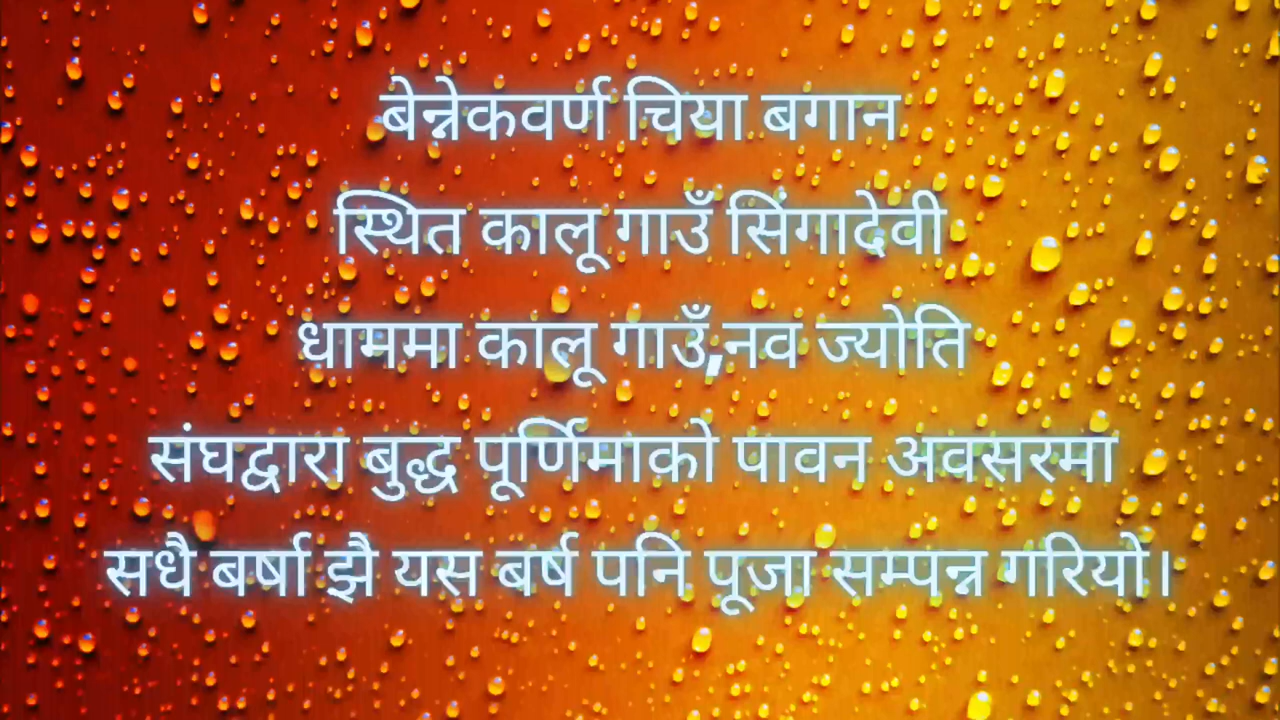 बेन्नेकवर्ण चिया बगान
स्थित कालू गाउँ सिंगादेवी
धाममा कालू गाउँ,नव ज्योति
संघद्वारा बुद्ध पूर्णिमाको पावन अवसरमा
सधै बर्षा झै यस बर्ष पनि पूजा सम्पन्न गरियो।